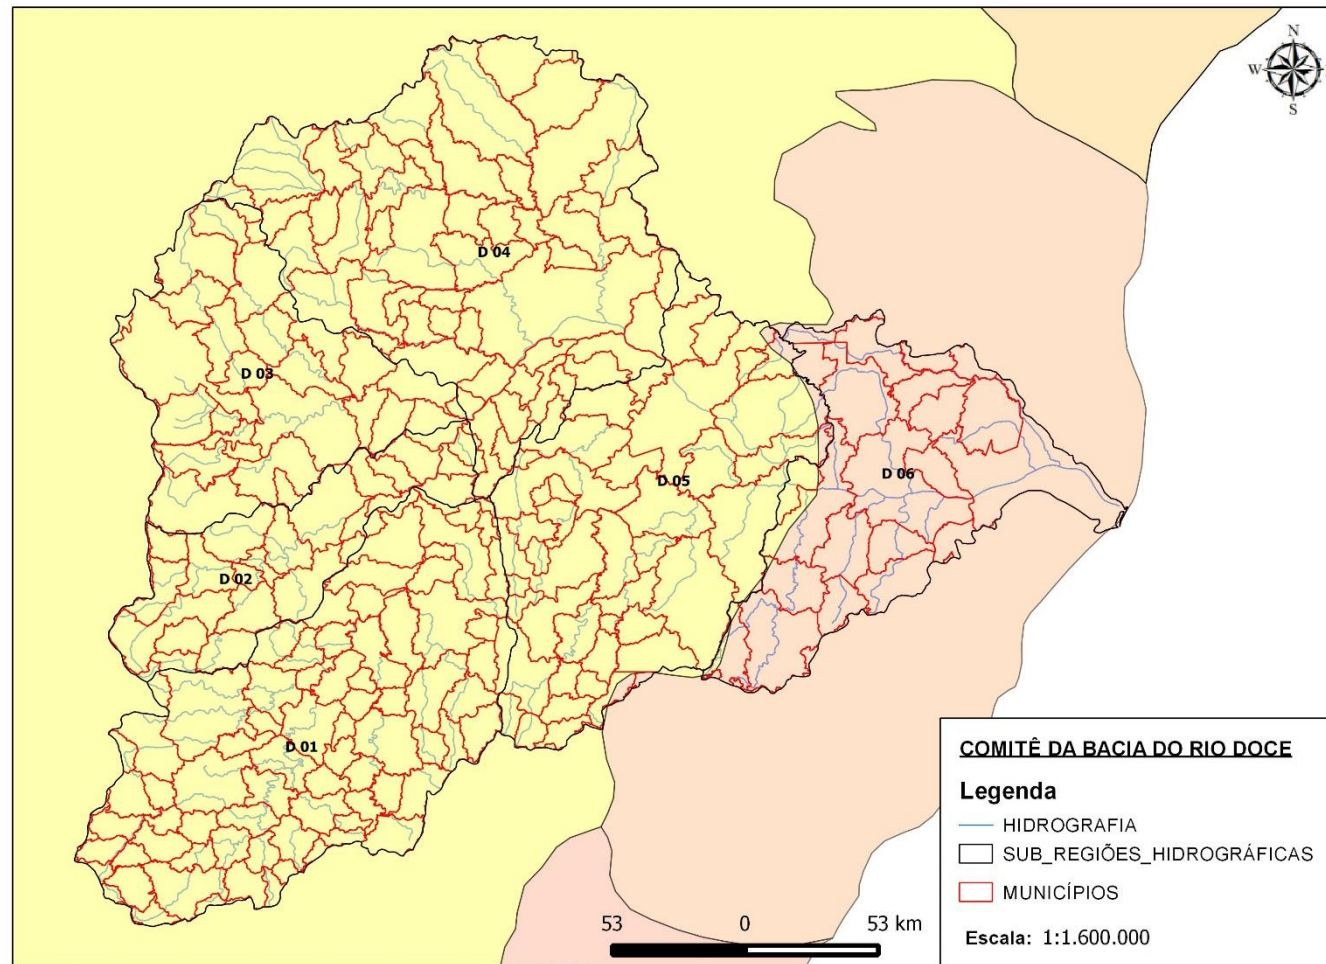 N
W
S
D 04
D 03
D 05
D 06
D 02
D 01
COMITÊ DA BACIA DO RIO DOCE
Legenda
HIDROGRAFIA
SUB_REGIÕES_HIDROGRÁFICAS
MUNICÍPIOS
Escala: 1:1.600.000
53 0 53 km